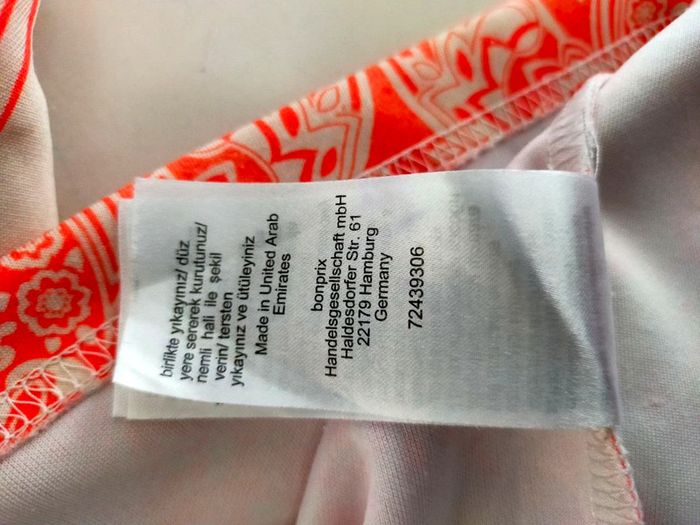 birlikte yıkayınız/ düz
yere sererek kurutunuz/
nemli hali ile şekil
verin/ tersten
yıkayınız ve ütüleyiniz
Made in United Arab
Emirates
bonprix
Handelsgesellschaft mbH
Haldesdorfer Str. 61
22179 Hamburg
Germany
72439306